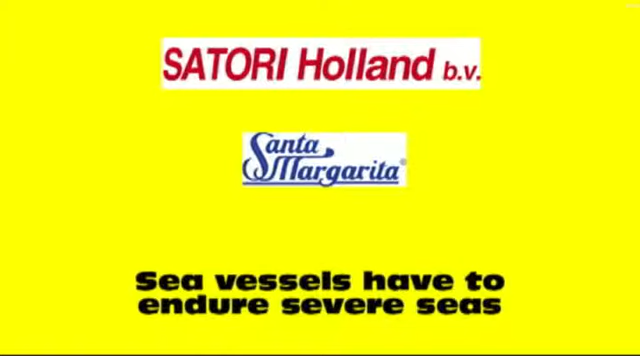 SATORI Holland b.v.
Santa
Margarita®
Sea vessels have to
endure severe seas